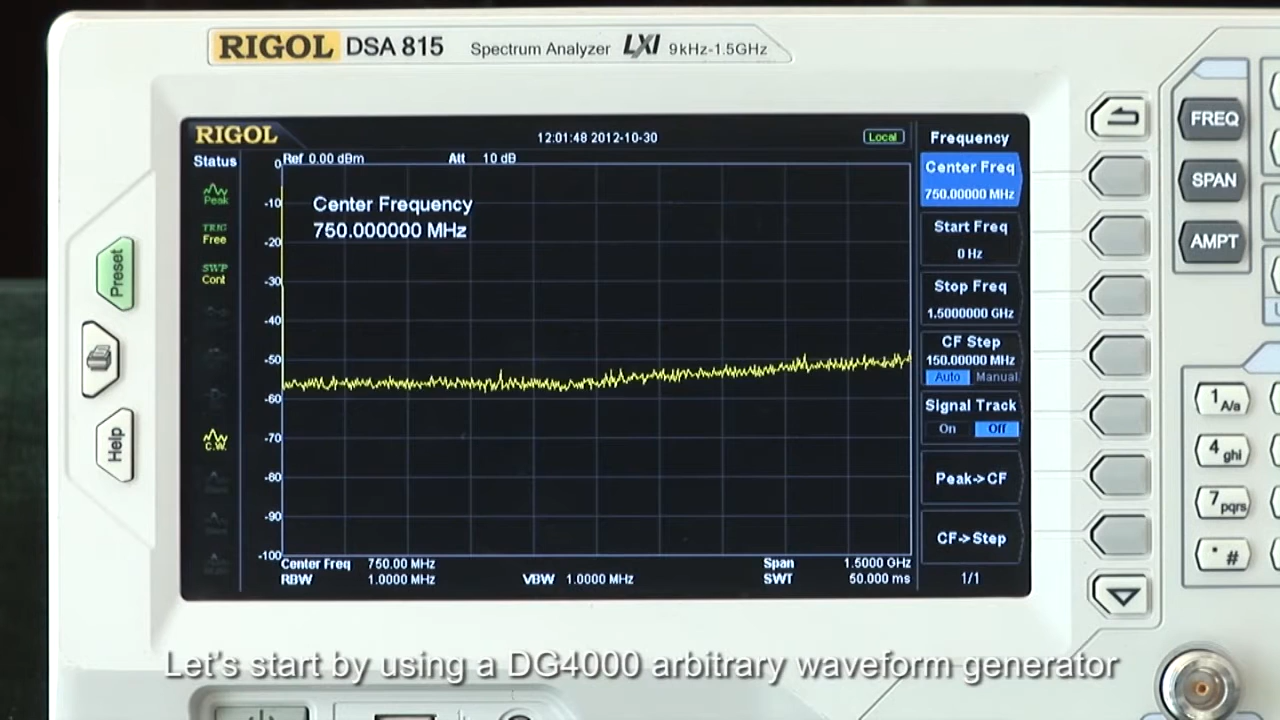 RIGOL DSA 815 Spectrum Analyzer LXI 9kHz-1.5GHz
RIGOL 12:01:48 2012-10-30 Local Frequency
Status Ref 0.00 dBm Att 10 dB
Center Freq
750.00000 MHz
Peak
TRIG
Free
SWP
Cont
C.W.
Center Frequency
750.000000 MHz
0
-10
-20
-30
-40
-50
-60
-70
-80
-90
-100
Center Freq 750.00 MHz Span 1.5000 GHz
RBW 1.0000 MHz VBW 1.0000 MHz SWT 50.000 ms
Start Freq
0 Hz
Stop Freq
1.5000000 GHz
CF Step
150.00000 MHz
Auto Manual
Signal Track
On Off
Peak->CF
CF->Step
1/1
Preset
Help
FREQ
SPAN
AMPT
1 A/a
4 ghi
7 pqrs
* #
Let's start by using a DG4000 arbitrary waveform generator